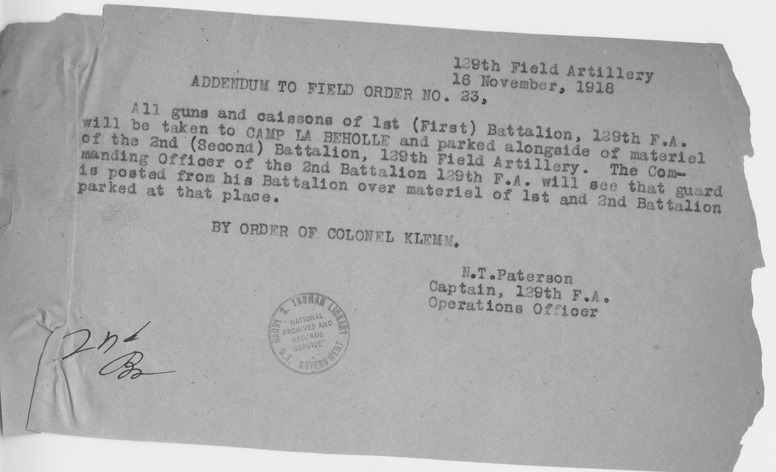 129th Field Artillery
16 November, 1918
ADDENDUM TO FIELD ORDER NO. 23,
All guns and caissons of 1st (First) Battalion, 129th F.A.
will be taken to CAMP LA BEHOLLE and parked alongside of materiel
of the 2nd (Second) Battalion, 129th Field Artillery. The Com-
manding Officer of the 2nd Battalion 129th F.A. will see that guard
is posted from his Battalion over materiel of 1st and 2nd Battalion
parked at that place.
BY ORDER OF COLONEL KLEMM.
N.T.Paterson
Captain, 129th F.A.
Operations Officer
HARRY S. TRUMAN LIBRARY
"NATIONAL
ARCHIVES AND
RECORDS
SERVICE"
U.S. GOVERNMENT
2nd
Bn